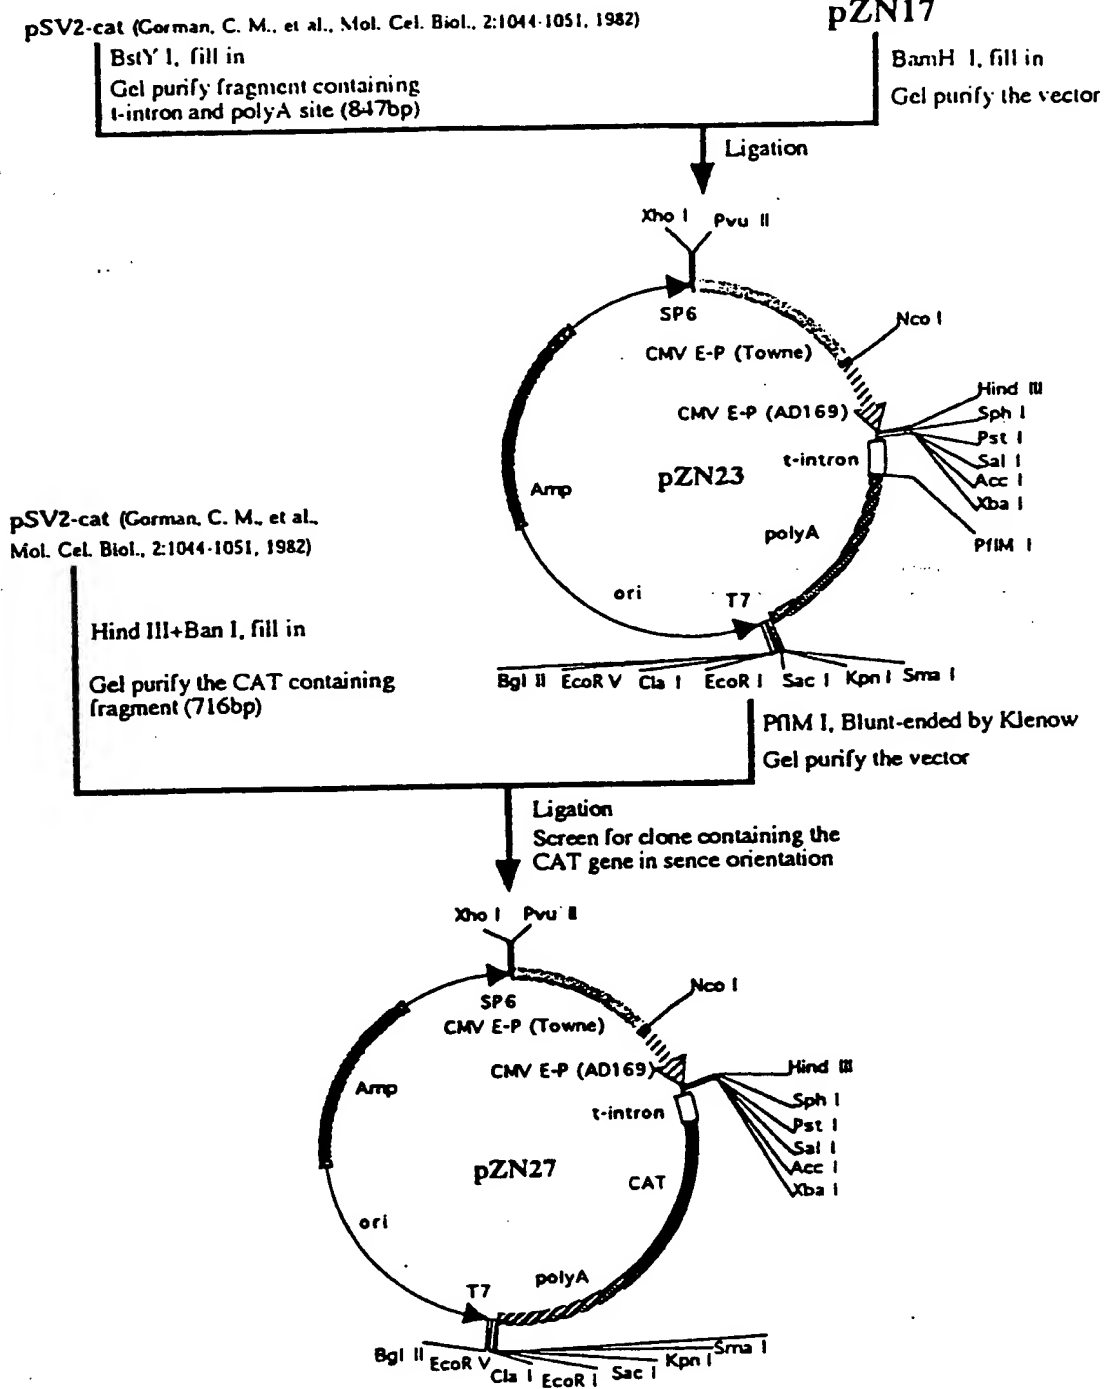 pSV2-cat (Gorman, C. M., et al., Mol. Cel. Biol., 2:1044-1051, 1982)
pZN17
BstY I, fill in
Gel purify fragment containing
t-intron and polyA site (847bp)
BamH I, fill in
Gel purify the vector
Ligation
Xho I
Pvu II
SP6
CMV E-P (Towne)
Nco I
CMV E-P (AD169)
Hind III
Sph I
Pst I
Sal I
Acc I
Xba I
t-intron
pZN23
Amp
PflM I
polyA
ori
T7
Bgl II
EcoR V
Cla I
EcoR I
Sac I
Kpn I
Sma I
pSV2-cat (Gorman, C. M., et al.,
Mol. Cel. Biol., 2:1044-1051, 1982)
Hind III+Ban I, fill in
Gel purify the CAT containing
fragment (716bp)
PflM I, Blunt-ended by Klenow
Gel purify the vector
Ligation
Screen for clone containing the
CAT gene in sence orientation
Xho I
Pvu II
SP6
CMV E-P (Towne)
Nco I
CMV E-P (AD169)
Hind III
Sph I
Pst I
Sal I
Acc I
Xba I
t-intron
Amp
pZN27
CAT
ori
polyA
T7
Bgl II
EcoR V
Cla I
EcoR I
Sac I
Kpn I
Sma I